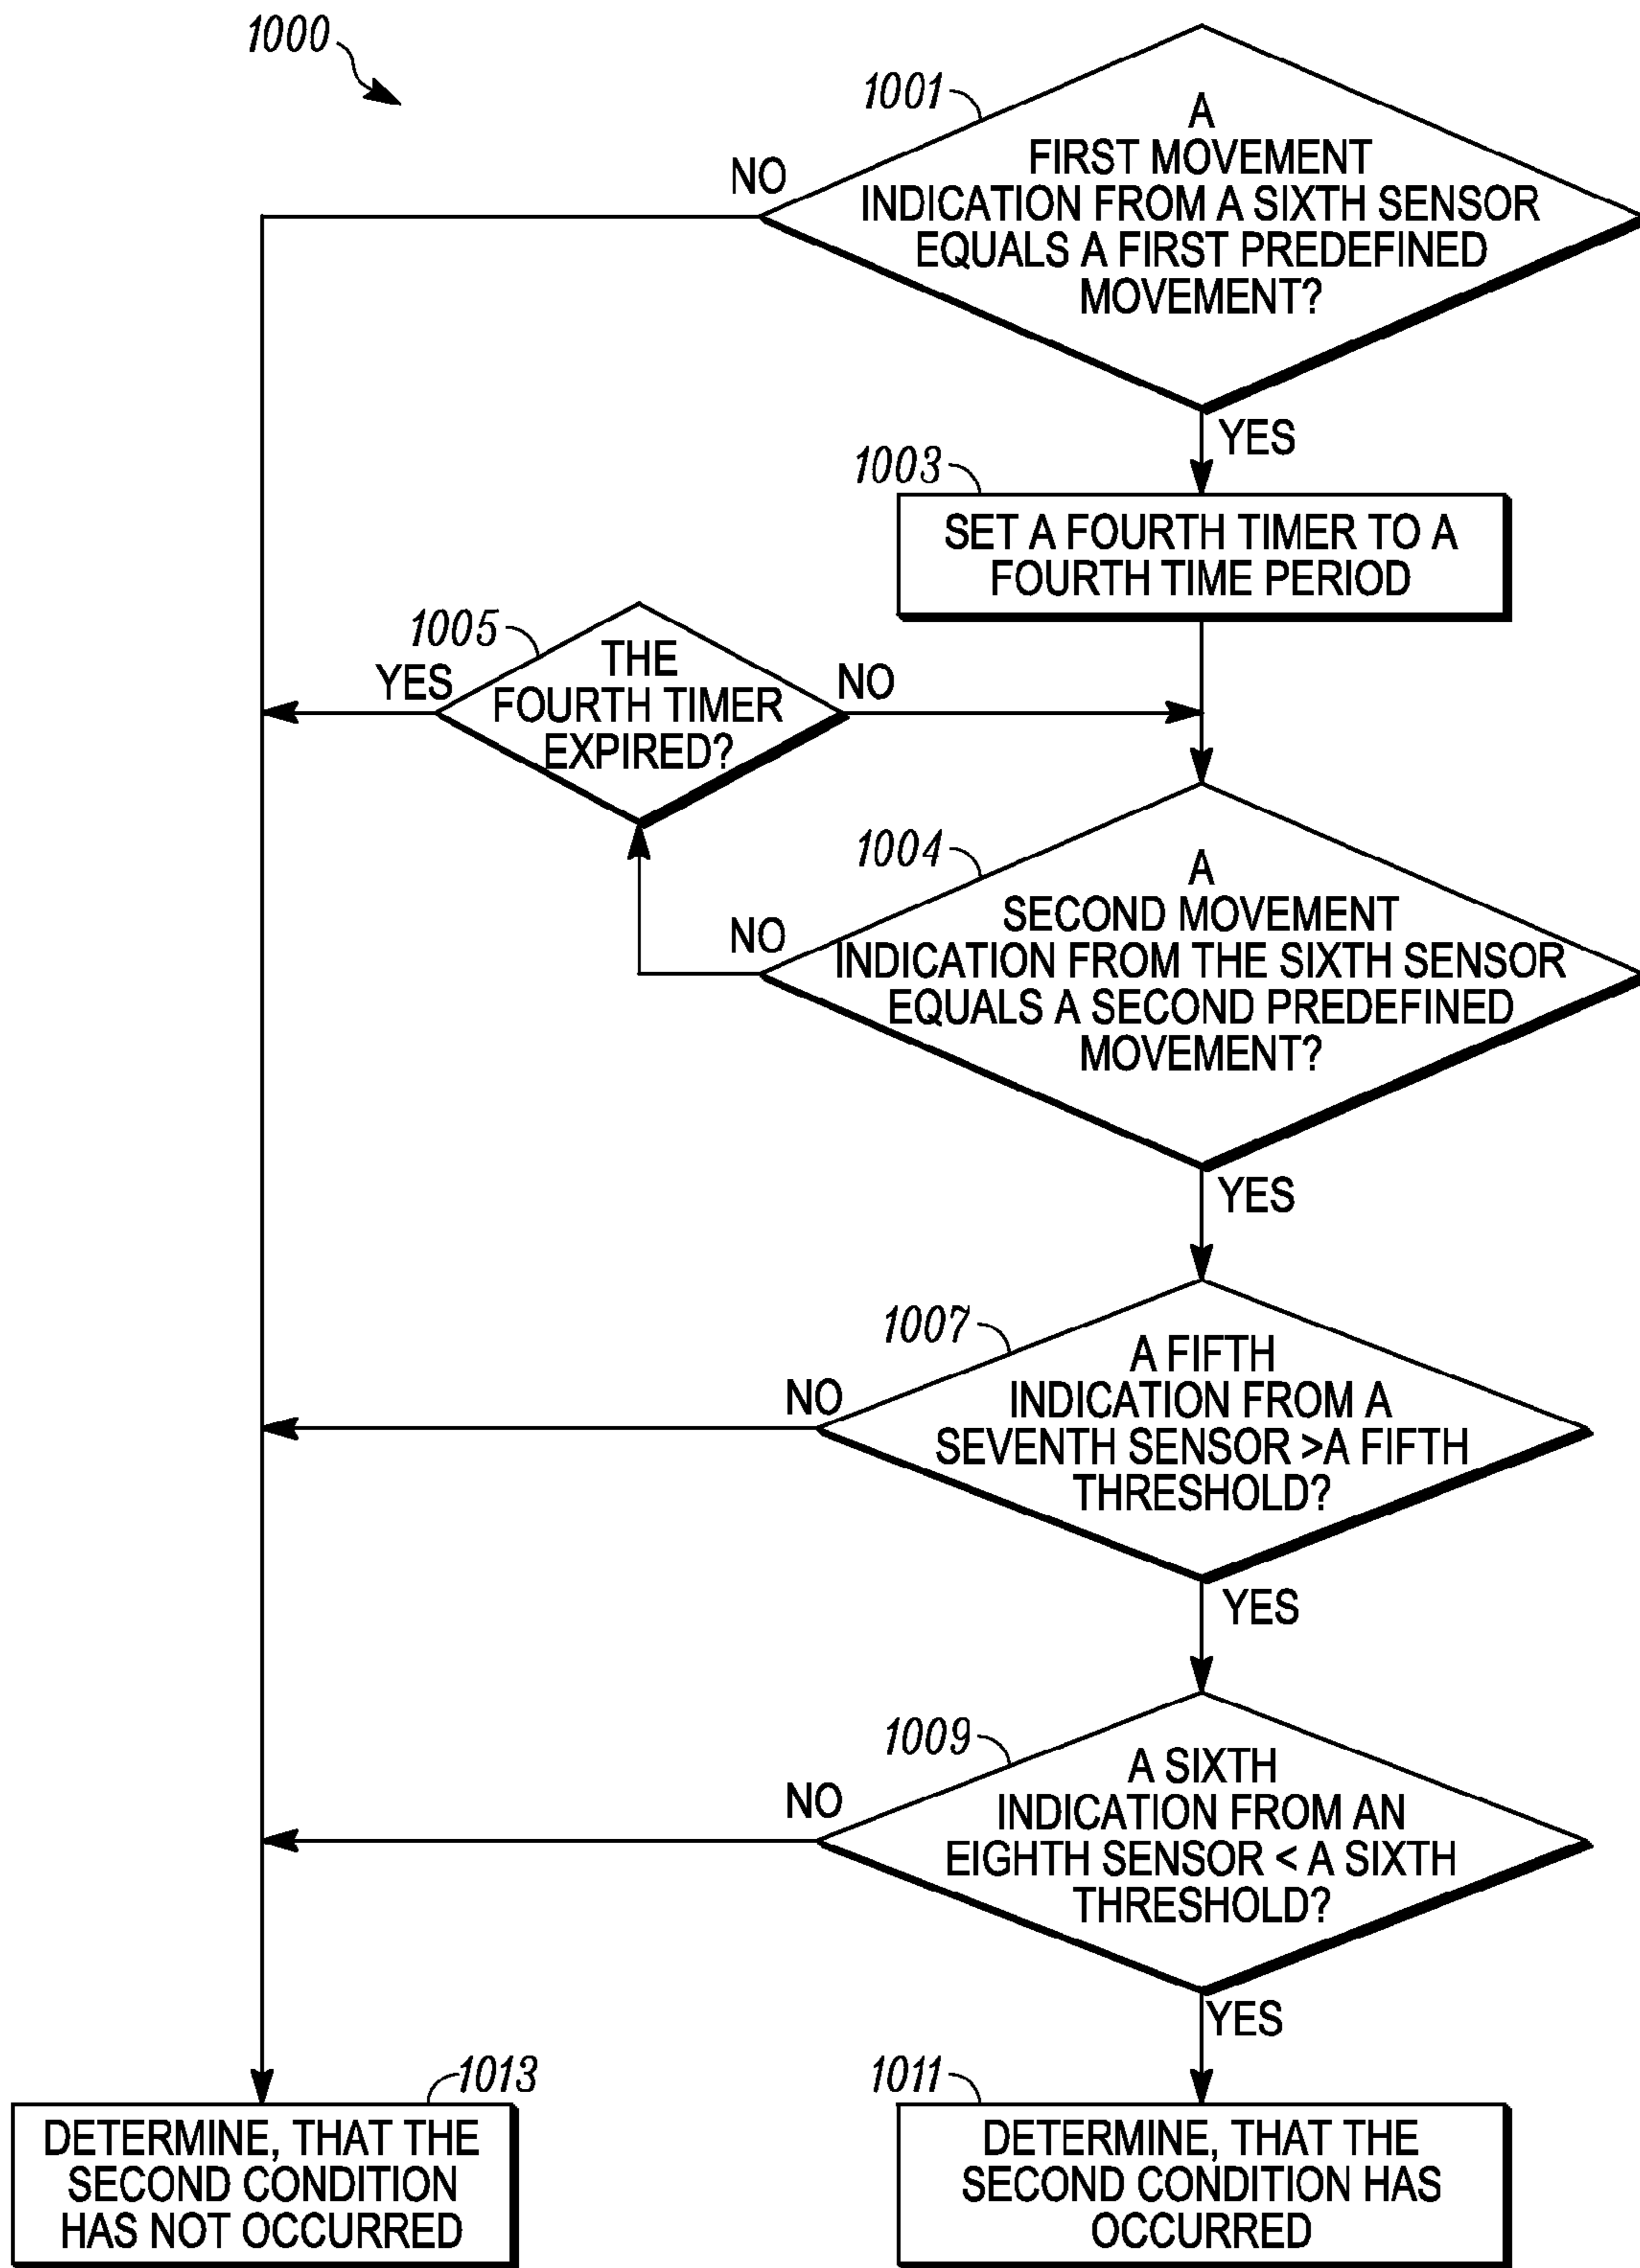 1000
1001
A
FIRST MOVEMENT
INDICATION FROM A SIXTH SENSOR
EQUALS A FIRST PREDEFINED
MOVEMENT?
NO
YES
1003
SET A FOURTH TIMER TO A
FOURTH TIME PERIOD
1005
THE
FOURTH TIMER
EXPIRED?
YES
NO
1004
A
SECOND MOVEMENT
INDICATION FROM THE SIXTH SENSOR
EQUALS A SECOND PREDEFINED
MOVEMENT?
NO
YES
1007
A FIFTH
INDICATION FROM A
SEVENTH SENSOR >A FIFTH
THRESHOLD?
NO
YES
1009
A SIXTH
INDICATION FROM AN
EIGHTH SENSOR < A SIXTH
THRESHOLD?
NO
YES
1013
DETERMINE, THAT THE
SECOND CONDITION
HAS NOT OCCURRED
1011
DETERMINE, THAT THE
SECOND CONDITION HAS
OCCURRED